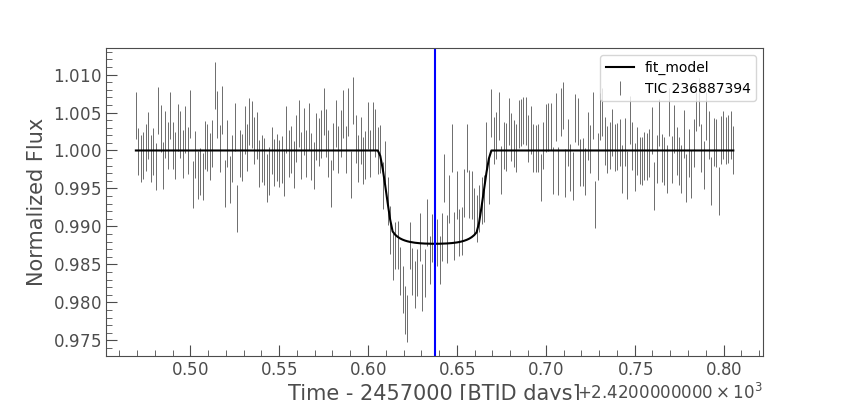 fit_model
TIC 236887394
1.010
1.005
1.000
0.995
0.990
0.985
0.980
0.975
Normalized Flux
0.50 0.55 0.60 0.65 0.70 0.75 0.80
Time - 2457000 [BTJD days]
+2.4200000000 × 10³